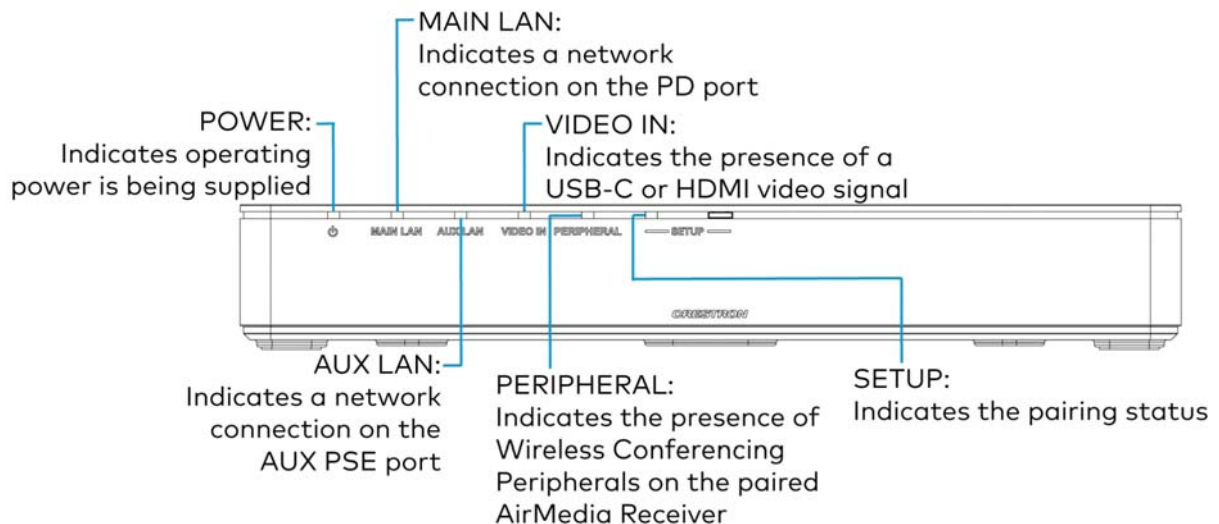 MAIN LAN:
Indicates a network
connection on the PD port
POWER:
Indicates operating
power is being supplied
VIDEO IN:
Indicates the presence of a
USB-C or HDMI video signal
MAIN LAN AUX LAN VIDEO IN PERIPHERAL SETUP
CRESTRON
AUX LAN:
Indicates a network
connection on the
AUX PSE port
PERIPHERAL:
Indicates the presence of
Wireless Conferencing
Peripherals on the paired
AirMedia Receiver
SETUP:
Indicates the pairing status